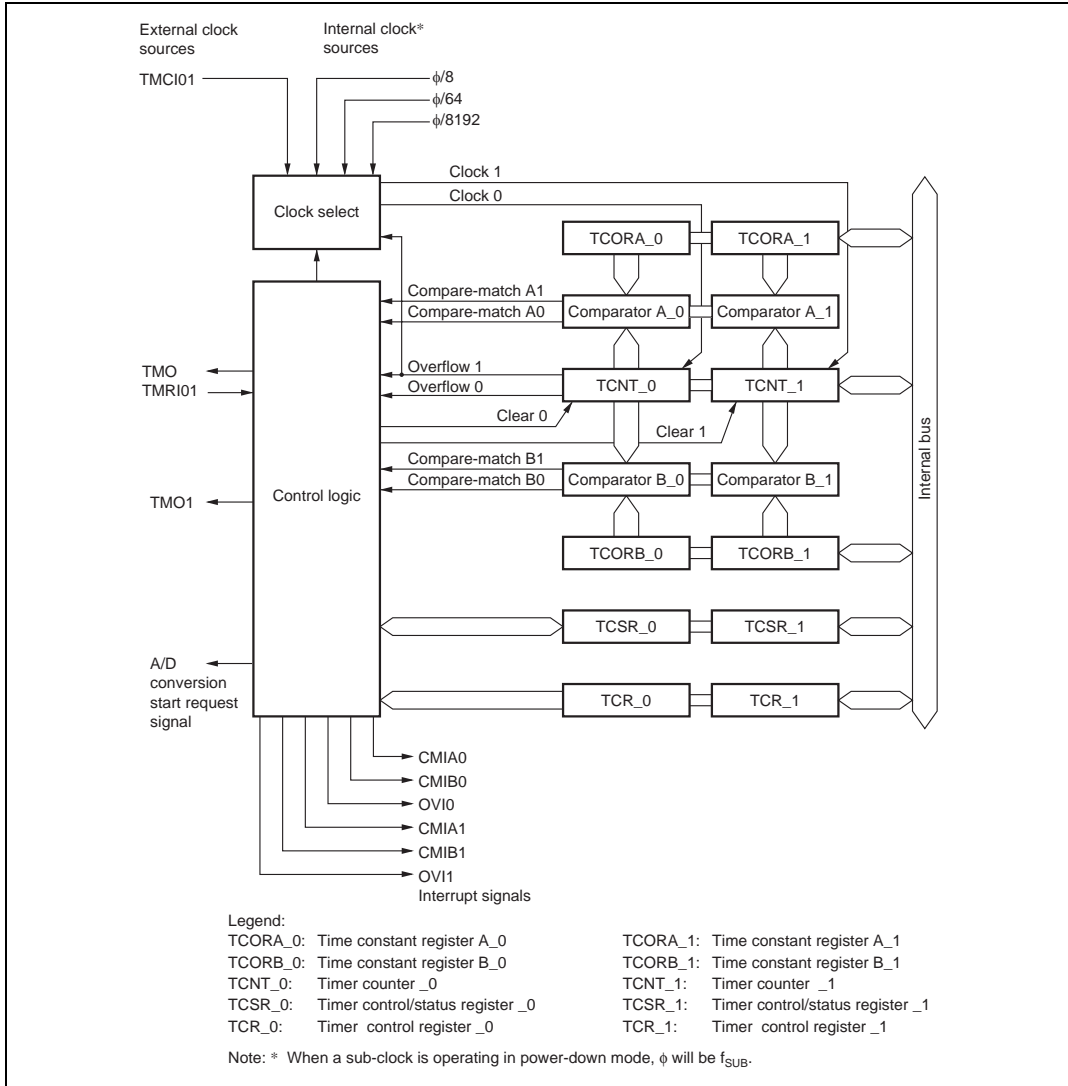 External clock
sources
Internal clock*
sources
TMCI01
ϕ/8
ϕ/64
ϕ/8192
Clock 1
Clock 0
Clock select
TCORA_0
TCORA_1
Compare-match A1
Compare-match A0
Comparator A_0
Comparator A_1
TMO
TMRI01
Overflow 1
Overflow 0
TCNT_0
TCNT_1
Clear 0
Clear 1
Compare-match B1
Compare-match B0
Comparator B_0
Comparator B_1
Control logic
TMO1
Internal bus
TCORB_0
TCORB_1
TCSR_0
TCSR_1
A/D
conversion
start request
signal
TCR_0
TCR_1
CMIA0
CMIB0
OVI0
CMIA1
CMIB1
OVI1
Interrupt signals
Legend:
TCORA_0: Time constant register A_0
TCORB_0: Time constant register B_0
TCNT_0: Timer counter _0
TCSR_0: Timer control/status register _0
TCR_0: Timer control register _0
TCORA_1: Time constant register A_1
TCORB_1: Time constant register B_1
TCNT_1: Timer counter _1
TCSR_1: Timer control/status register _1
TCR_1: Timer control register _1
Note: * When a sub-clock is operating in power-down mode, ϕ will be fSUB.